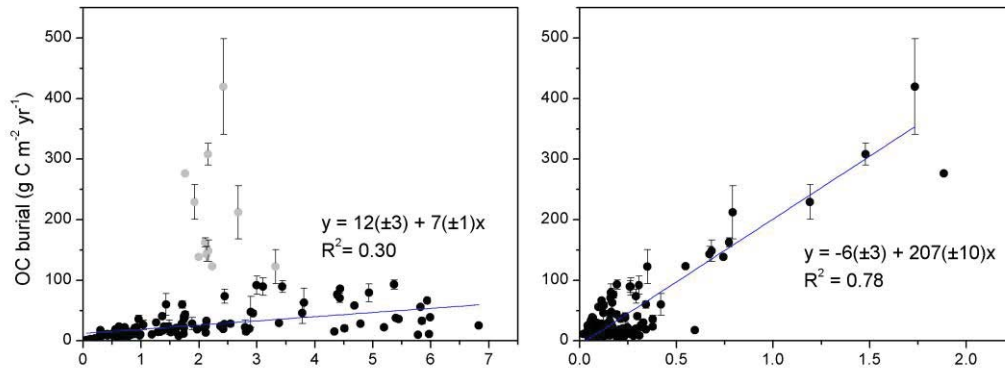 OC burial (g C m⁻² yr⁻¹)
500
400
300
200
100
0
0 1 2 3 4 5 6 7
y = 12(±3) + 7(±1)x
R² = 0.30
500
400
300
200
100
0
0.0 0.5 1.0 1.5 2.0
y = -6(±3) + 207(±10)x
R² = 0.78